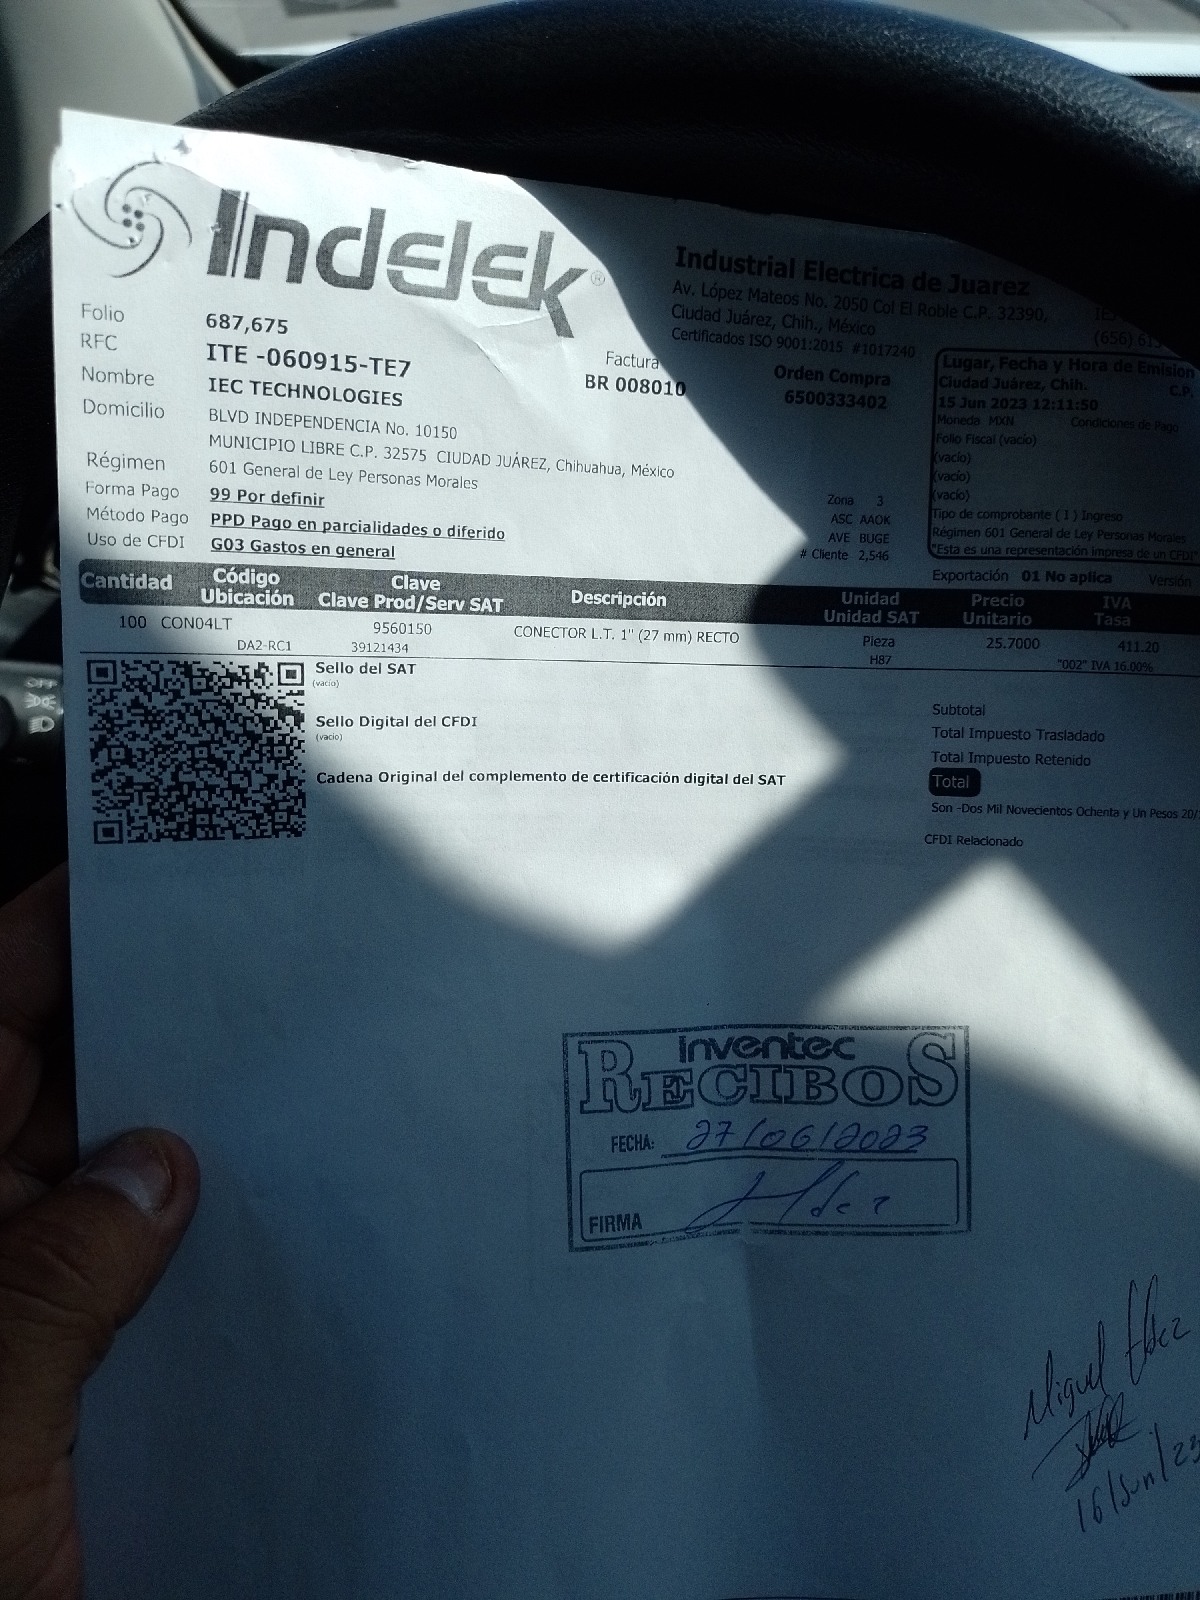 Indelek®
Industrial Electrica de Juarez
Av. López Mateos No. 2050 Col El Roble C.P. 32390,
Ciudad Juárez, Chih., México
Certificados ISO 9001:2015 #1017240
(656)
Folio 687,675
RFC ITE -060915-TE7
Nombre IEC TECHNOLOGIES
Domicilio BLVD INDEPENDENCIA No. 10150
MUNICIPIO LIBRE C.P. 32575 CIUDAD JUÁREZ, Chihuahua, México
Régimen 601 General de Ley Personas Morales
Forma Pago 99 Por definir
Método Pago PPD Pago en parcialidades o diferido
Uso de CFDI G03 Gastos en general
Factura
BR 008010
Orden Compra
6500333402
Zona 3
ASC AAOK
AVE BUGE
# Cliente 2,546
Lugar, Fecha y Hora de Emision
Ciudad Juárez, Chih. C.P.
15 Jun 2023 12:11:50
Moneda MXN Condiciones de Pago
Folio Fiscal (vacío)
(vacío)
(vacío)
(vacío)
Tipo de comprobante ( I ) Ingreso
Régimen 601 General de Ley Personas Morales
"Esta es una representación impresa de un CFDI"
Exportación 01 No aplica Versión
Cantidad Código Ubicación Clave Clave Prod/Serv SAT Descripción Unidad Unidad SAT Precio Unitario IVA Tasa
100 CON04LT 9560150 CONECTOR L.T. 1" (27 mm) RECTO Pieza 25.7000 411.20
DA2-RC1 39121434 H87 "002" IVA 16.00%
Sello del SAT
(vacío)
Sello Digital del CFDI
(vacío)
Cadena Original del complemento de certificación digital del SAT
Subtotal
Total Impuesto Trasladado
Total Impuesto Retenido
Total
Son -Dos Mil Novecientos Ochenta y Un Pesos 20/
CFDI Relacionado
inventec
RECIBOS
FECHA: 27/06/2023
FIRMA
Miguel
16/Jun/23
OFF